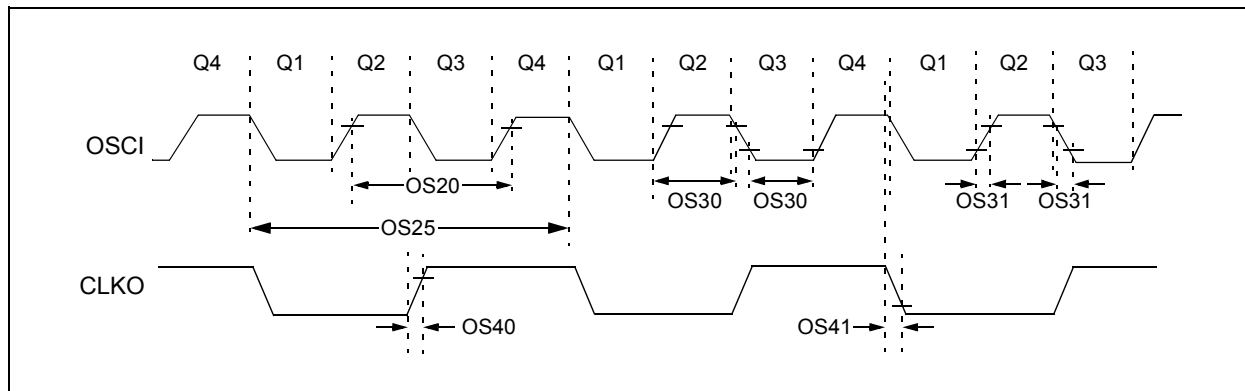 Q4 Q1 Q2 Q3 Q4 Q1 Q2 Q3 Q4 Q1 Q2 Q3
OSCI
OS20
OS30 OS30
OS31 OS31
OS25
CLKO
OS40
OS41